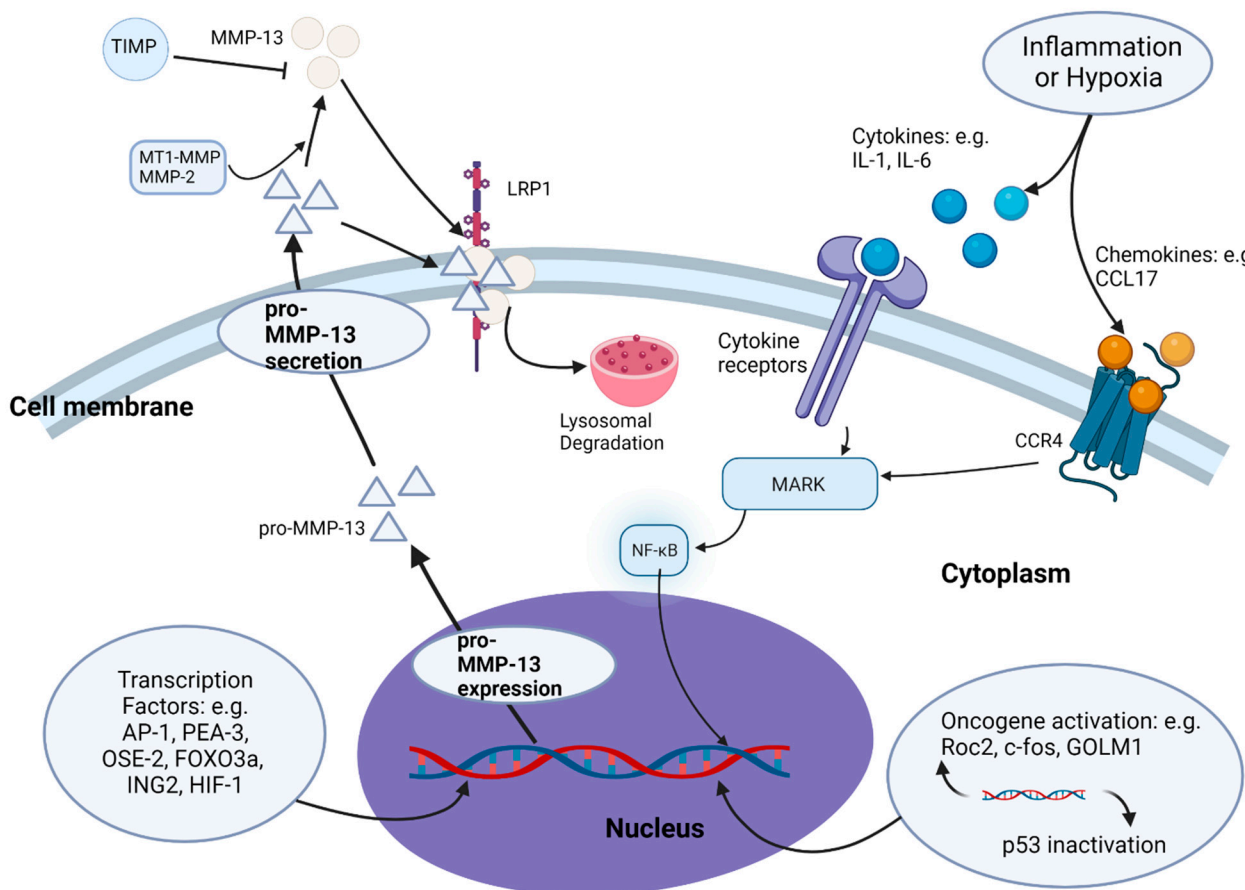 TIMP
MMP-13
Inflammation
or Hypoxia
MT1-MMP
MMP-2
Cytokines: e.g.
IL-1, IL-6
LRP1
Chemokines: e.g
CCL17
pro-
MMP-13
secretion
Cytokine
receptors
Cell membrane
Lysosomal
Degradation
CCR4
MARK
pro-MMP-13
NF-κB
Cytoplasm
pro-
MMP-13
expression
Transcription
Factors: e.g.
AP-1, PEA-3,
OSE-2, FOXO3a,
ING2, HIF-1
Oncogene activation: e.g.
Roc2, c-fos, GOLM1
Nucleus
p53 inactivation